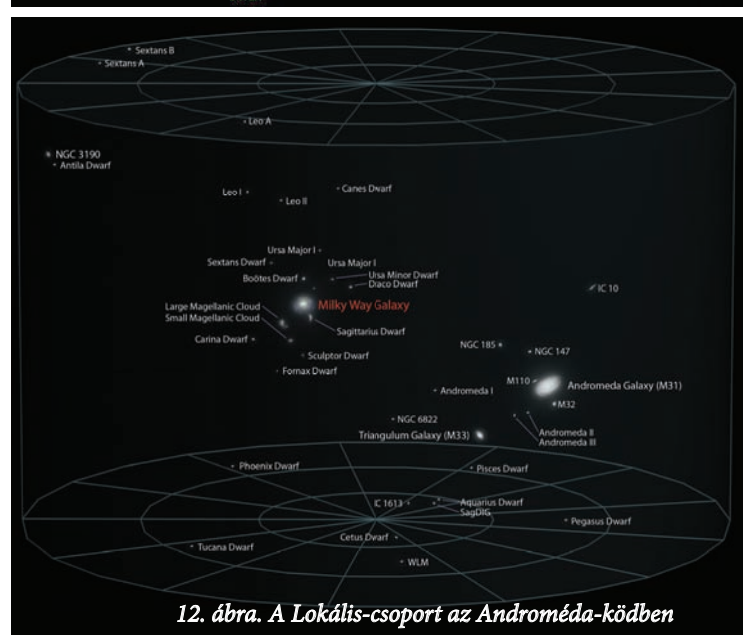 Sextans B
Sextans A
Leo A
NGC 3190
Antila Dwarf
Canes Dwarf
Leo I
Leo II
Ursa Major I
Sextans Dwarf
Ursa Major I
Boötes Dwarf
Ursa Minor Dwarf
Daco Dwarf
IC 10
Milky Way Galaxy
Large Magellanic Cloud
Small Magellanic Cloud
Sagittarius Dwarf
Carina Dwarf
NGC 185
NGC 147
Sculptor Dwarf
Fornax Dwarf
M110
Andromeda Galaxy (M31)
Andromeda I
M32
NGC 6822
Andromeda II
Triangulum Galaxy (M33)
Andromeda III
Phoenix Dwarf
Pisces Dwarf
IC 1613
Aquarius Dwarf
SagDIG
Pegasus Dwarf
Cetus Dwarf
Tucana Dwarf
WLM
12. ábra. A Lokális-csoport az Androméda-ködben